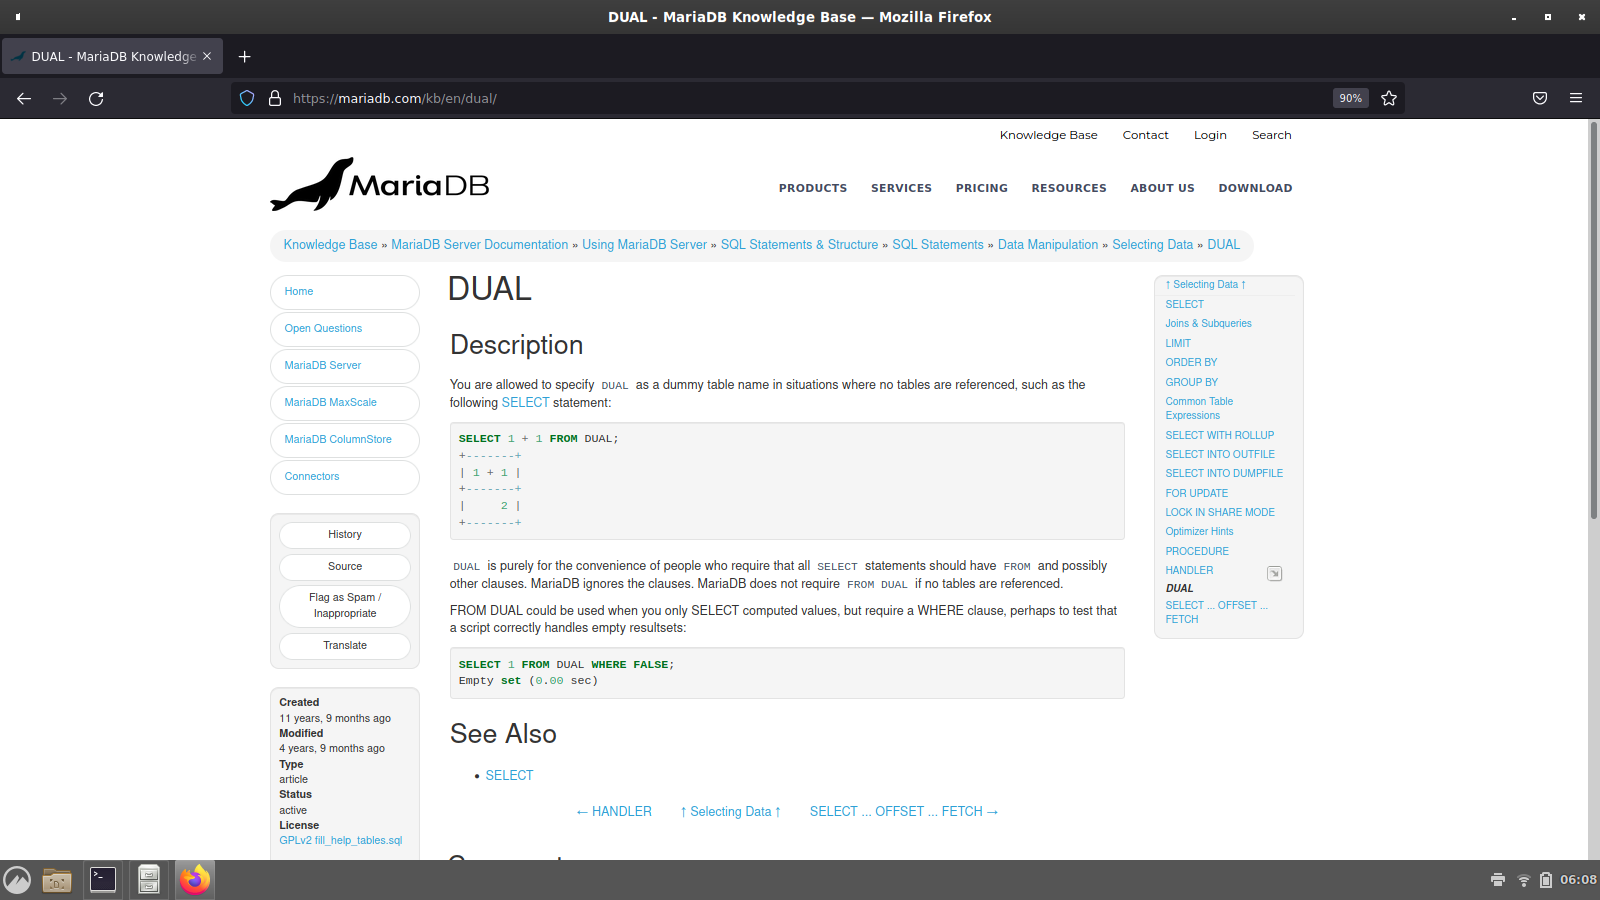 DUAL - MariaDB Knowledge Base — Mozilla Firefox
DUAL - MariaDB Knowledge
https://mariadb.com/kb/en/dual/
90%
Knowledge Base Contact Login Search
MariaDB
PRODUCTS SERVICES PRICING RESOURCES ABOUT US DOWNLOAD
Knowledge Base » MariaDB Server Documentation » Using MariaDB Server » SQL Statements & Structure » SQL Statements » Data Manipulation » Selecting Data » DUAL
Home
Open Questions
MariaDB Server
MariaDB MaxScale
MariaDB ColumnStore
Connectors
History
Source
Flag as Spam /
Inappropriate
Translate
Created
11 years, 9 months ago
Modified
4 years, 9 months ago
Type
article
Status
active
License
GPLv2 fill_help_tables.sql
DUAL
Description
You are allowed to specify DUAL as a dummy table name in situations where no tables are referenced, such as the
following SELECT statement:
SELECT 1 + 1 FROM DUAL;
+-------+
| 1 + 1 |
+-------+
|     2 |
+-------+
DUAL is purely for the convenience of people who require that all SELECT statements should have FROM and possibly
other clauses. MariaDB ignores the clauses. MariaDB does not require FROM DUAL if no tables are referenced.
FROM DUAL could be used when you only SELECT computed values, but require a WHERE clause, perhaps to test that
a script correctly handles empty resultsets:
SELECT 1 FROM DUAL WHERE FALSE;
Empty set (0.00 sec)
See Also
• SELECT
← HANDLER ↑ Selecting Data ↑ SELECT ... OFFSET ... FETCH →
↑ Selecting Data ↑
SELECT
Joins & Subqueries
LIMIT
ORDER BY
GROUP BY
Common Table
Expressions
SELECT WITH ROLLUP
SELECT INTO OUTFILE
SELECT INTO DUMPFILE
FOR UPDATE
LOCK IN SHARE MODE
Optimizer Hints
PROCEDURE
HANDLER
DUAL
SELECT ... OFFSET ...
FETCH
06:08